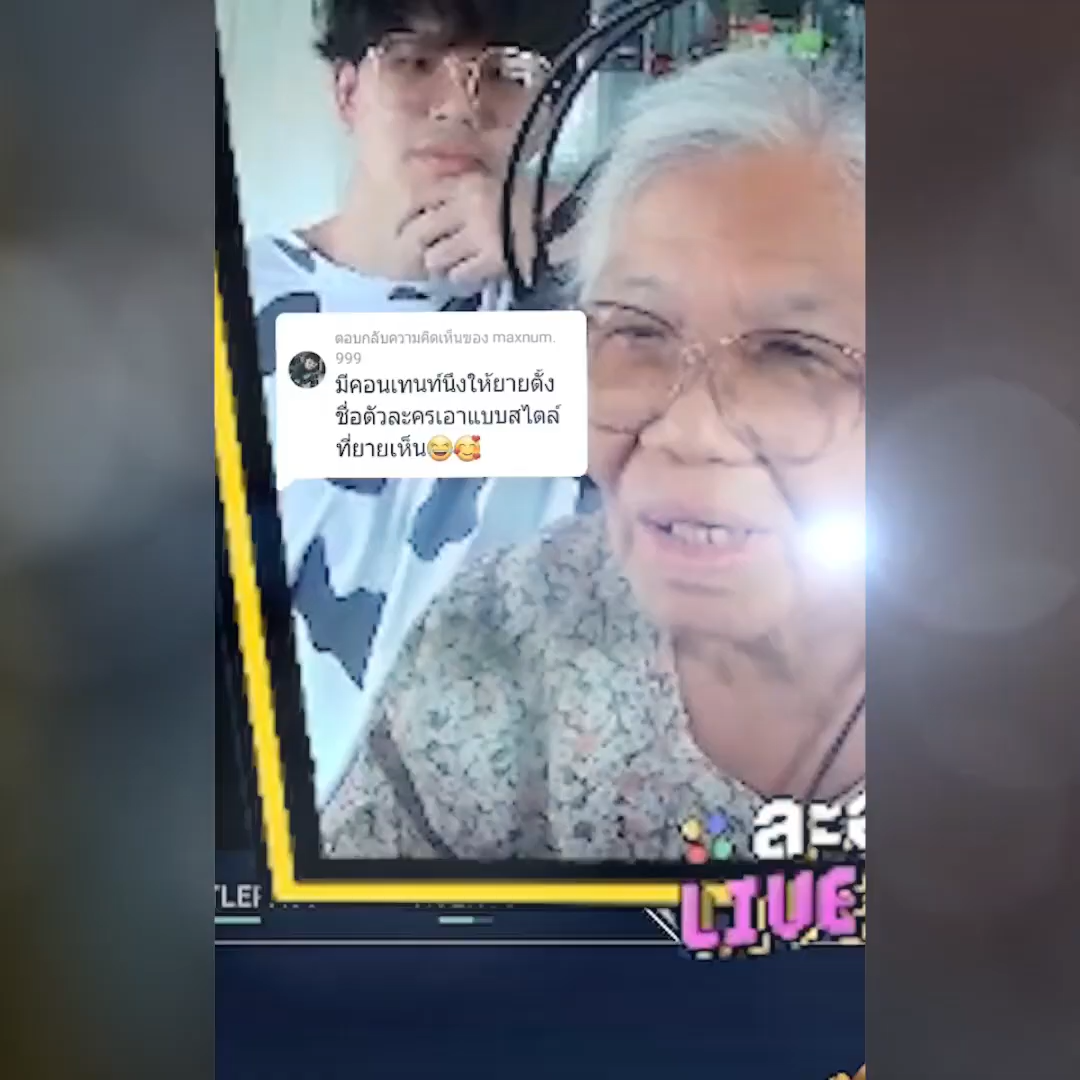 ตอบกลับความคิดเห็นของ maxnum.
999
มีคอนเทนท์นึงให้ยายตั้ง
ชื่อตัวละครเอาแบบสไตล์
ที่ยายเห็น😆🥰
LIVE